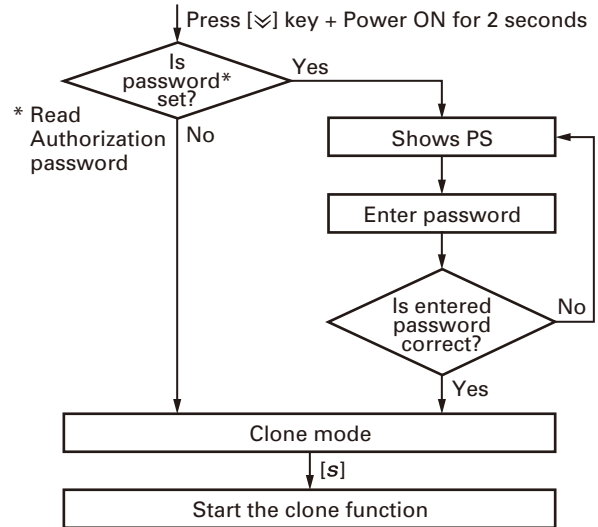 Press [≫] key + Power ON for 2 seconds
Is
password*
set?
Yes
* Read
Authorization
password
No
Shows PS
Enter password
Is entered
password
correct?
No
Yes
Clone mode
[s]
Start the clone function